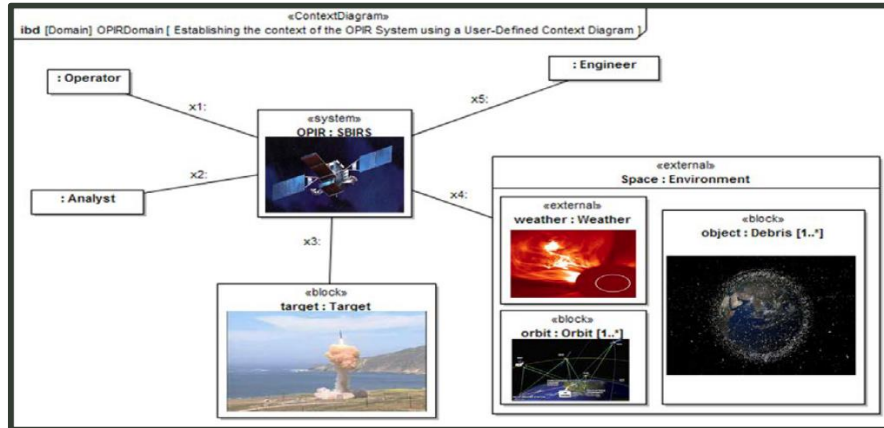 «ContextDiagram»
ibd [Domain] OPIRDomain [ Establishing the context of the OPIR System using a User-Defined Context Diagram ]
: Operator
: Engineer
x1:
x5:
«system»
OPIR : SBIRS
x2:
: Analyst
x4:
«external»
Space : Environment
«external»
weather : Weather
«block»
object : Debris [1..*]
x3:
«block»
target : Target
«block»
orbit : Orbit [1..*]